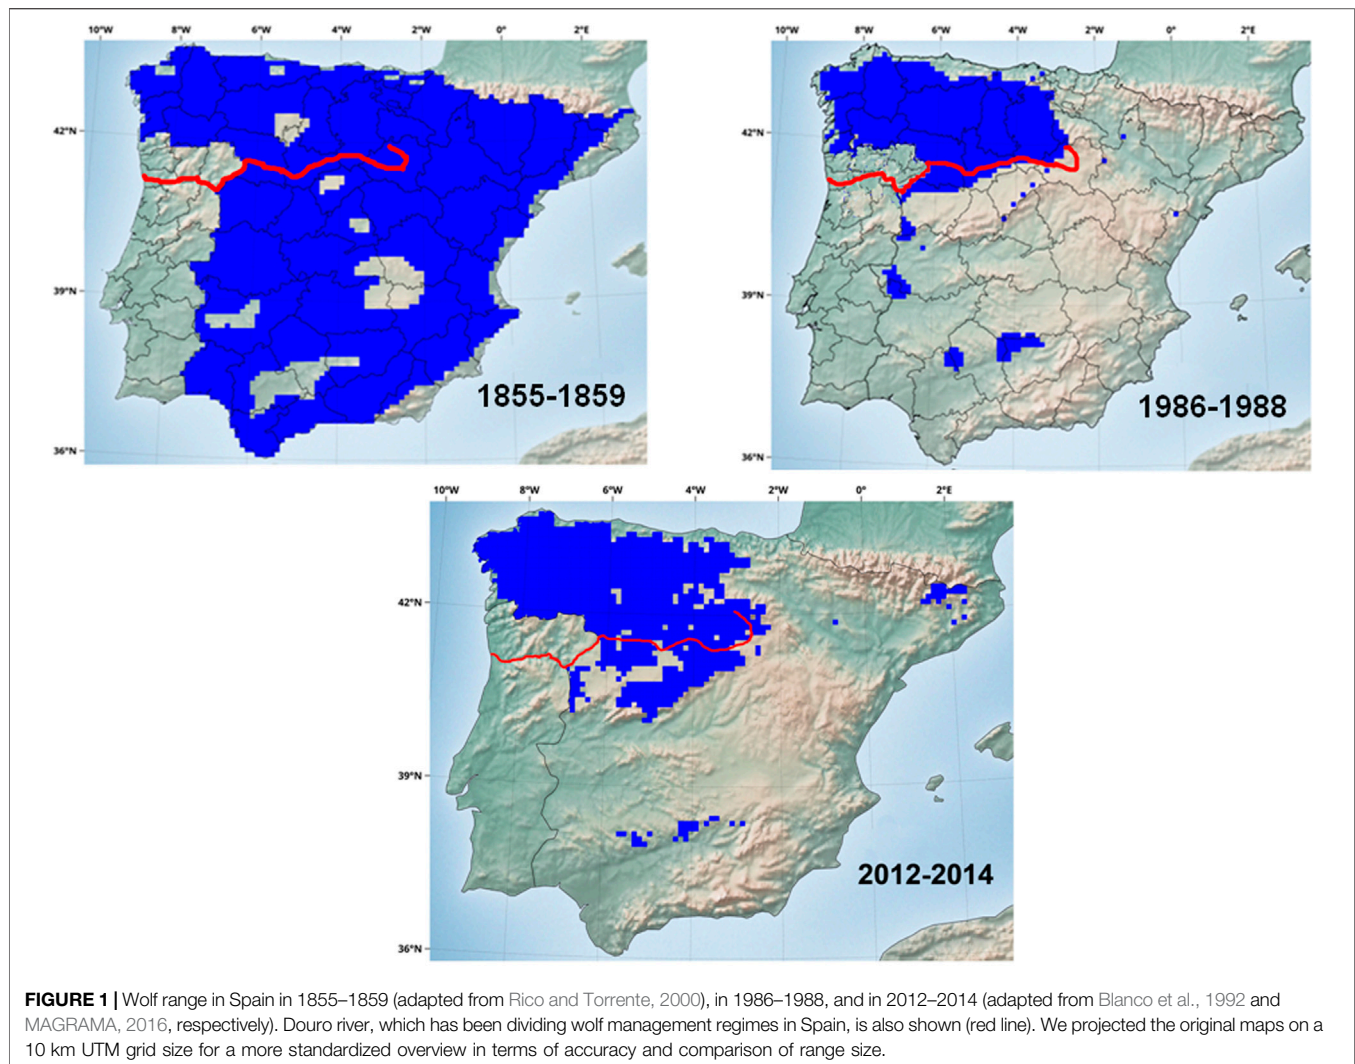 10°W 8°W 6°W 4°W 2°W 0° 2°E
42°N
39°N
36°N
1855-1859
10°W 8°W 6°W 4°W 2°W 0° 2°E
42°N
39°N
36°N
1986-1988
10°W 8°W 6°W 4°W 2°W 0° 2°E
42°N
39°N
36°N
2012-2014
FIGURE 1 | Wolf range in Spain in 1855–1859 (adapted from Rico and Torrente, 2000), in 1986–1988, and in 2012–2014 (adapted from Blanco et al., 1992 and
MAGRAMA, 2016, respectively). Douro river, which has been dividing wolf management regimes in Spain, is also shown (red line). We projected the original maps on a
10 km UTM grid size for a more standardized overview in terms of accuracy and comparison of range size.